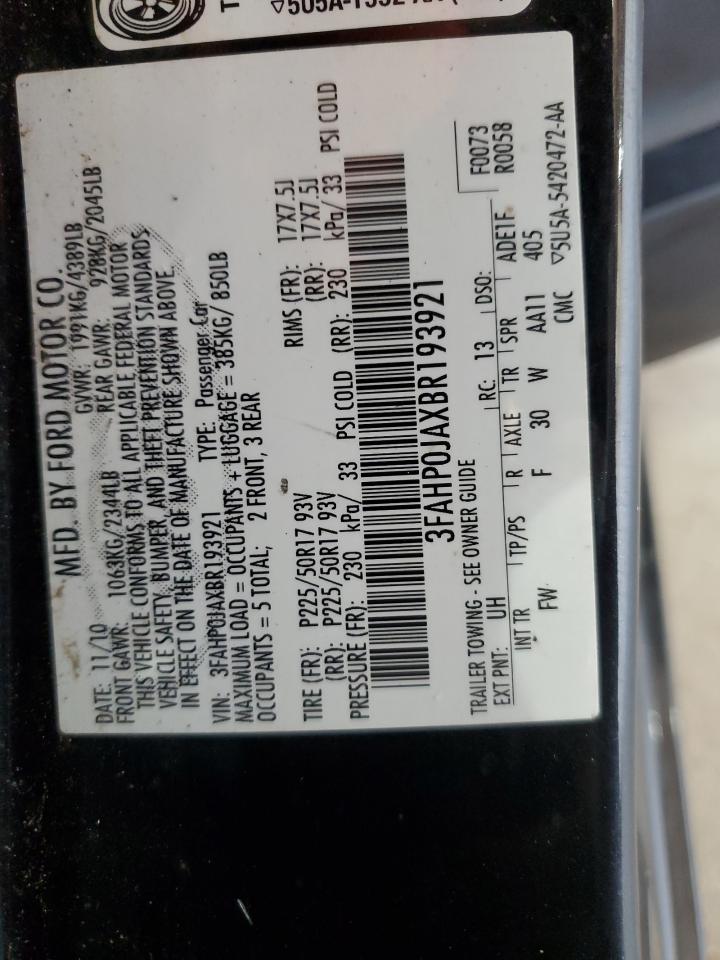 MFD. BY FORD MOTOR CO.
DATE: 11/10 GVWR: 1991KG/4389LB
FRONT GAWR: 1063KG/2344LB REAR GAWR: 928KG/2045LB
THIS VEHICLE CONFORMS TO ALL APPLICABLE FEDERAL MOTOR
VEHICLE SAFETY, BUMPER, AND THEFT PREVENTION STANDARDS
IN EFFECT ON THE DATE OF MANUFACTURE SHOWN ABOVE.
VIN: 3FAHP0JAXBR193921 TYPE: Passenger Car
MAXIMUM LOAD = OCCUPANTS + LUGGAGE = 385KG/ 850LB
OCCUPANTS = 5 TOTAL; 2 FRONT, 3 REAR
TIRE (FR): P225/50R17 93V RIMS (FR): 17X7.5J
(RR): P225/50R17 93V (RR): 17X7.5J
PRESSURE (FR): 230 kPa/ 33 PSI COLD (RR): 230 kPa/ 33 PSI COLD
3FAHP0JAXBR193921
TRAILER TOWING - SEE OWNER GUIDE F0073
EXT PNT: UH RC: 13 DSO: R0058
INT TR TP/PS R AXLE TR SPR ADE1F
FW F 30 W AA11 405
CMC ▽5U5A-5420472-AA